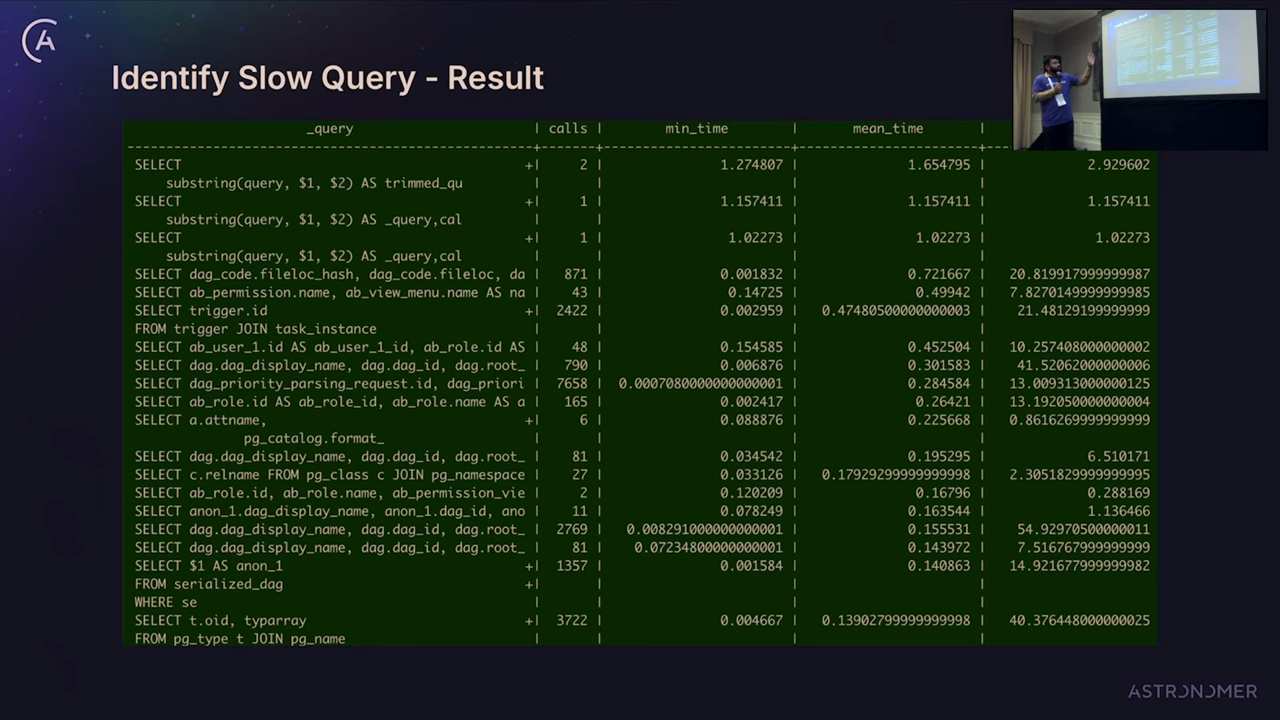 Identify Slow Query - Result
_query | calls | min_time | mean_time |
SELECT +| 2 | 1.274807 | 1.654795 | 2.929602
substring(query, $1, $2) AS trimmed_qu | | | |
SELECT +| 1 | 1.157411 | 1.157411 | 1.157411
substring(query, $1, $2) AS _query,cal | | | |
SELECT +| 1 | 1.02273 | 1.02273 | 1.02273
substring(query, $1, $2) AS _query,cal | | | |
SELECT dag_code.fileloc_hash, dag_code.fileloc, da | 871 | 0.001832 | 0.721667 | 20.819917999999987
SELECT ab_permission.name, ab_view_menu.name AS na | 43 | 0.14725 | 0.49942 | 7.8270149999999985
SELECT trigger.id +| 2422 | 0.002959 | 0.47480500000000003 | 21.48129199999999
FROM trigger JOIN task_instance | | | |
SELECT ab_user_1.id AS ab_user_1_id, ab_role.id AS | 48 | 0.154585 | 0.452504 | 10.257408000000002
SELECT dag.dag_display_name, dag.dag_id, dag.root_ | 790 | 0.006876 | 0.301583 | 41.52062000000006
SELECT dag_priority_parsing_request.id, dag_priori | 7658 | 0.0007080000000000001 | 0.284584 | 13.009313000000125
SELECT ab_role.id AS ab_role_id, ab_role.name AS a | 165 | 0.002417 | 0.26421 | 13.192050000000004
SELECT a.attname, +| 6 | 0.088876 | 0.225668 | 0.8616269999999999
pg_catalog.format_ | | | |
SELECT dag.dag_display_name, dag.dag_id, dag.root_ | 81 | 0.034542 | 0.195295 | 6.510171
SELECT c.relname FROM pg_class c JOIN pg_namespace | 27 | 0.033126 | 0.17929299999999998 | 2.3051829999999995
SELECT ab_role.id, ab_role.name, ab_permission_vie | 2 | 0.120209 | 0.16796 | 0.288169
SELECT anon_1.dag_display_name, anon_1.dag_id, ano | 11 | 0.078249 | 0.163544 | 1.136466
SELECT dag.dag_display_name, dag.dag_id, dag.root_ | 2769 | 0.008291000000000001 | 0.155531 | 54.92970500000011
SELECT dag.dag_display_name, dag.dag_id, dag.root_ | 81 | 0.07234800000000001 | 0.143972 | 7.516767999999999
SELECT $1 AS anon_1 +| 1357 | 0.001584 | 0.140863 | 14.921677999999982
FROM serialized_dag +| | | |
WHERE se | | | |
SELECT t.oid, typarray +| 3722 | 0.004667 | 0.13902799999999998 | 40.376448000000025
FROM pg_type t JOIN pg_name | | | |
ASTRONOMER